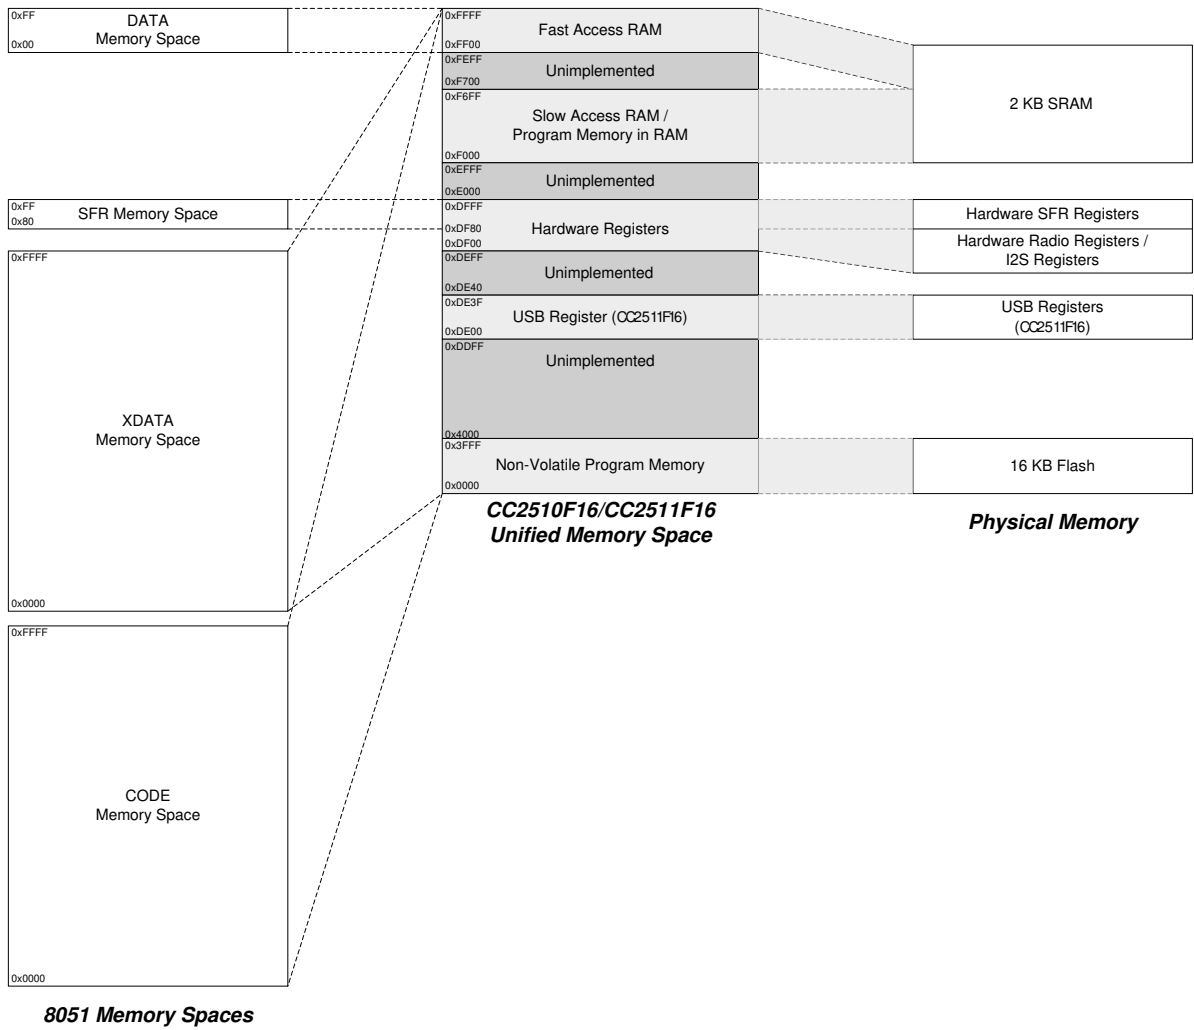 0xFF
DATA
Memory Space
0x00
0xFF
SFR Memory Space
0x80
0xFFFF
XDATA
Memory Space
0x0000
0xFFFF
CODE
Memory Space
0x0000
8051 Memory Spaces
0xFFFF
Fast Access RAM
0xFF00
0xFEFF
Unimplemented
0xF700
0xF6FF
Slow Access RAM /
Program Memory in RAM
0xF000
0xEFFF
Unimplemented
0xE000
0xDFFF
0xDF80
Hardware Registers
0xDF00
0xDEFF
Unimplemented
0xDE40
0xDE3F
USB Register (CC2511F16)
0xDE00
0xDDFF
Unimplemented
0x4000
0x3FFF
Non-Volatile Program Memory
0x0000
CC2510F16/CC2511F16
Unified Memory Space
2 KB SRAM
Hardware SFR Registers
Hardware Radio Registers /
I2S Registers
USB Registers
(CC2511F16)
16 KB Flash
Physical Memory